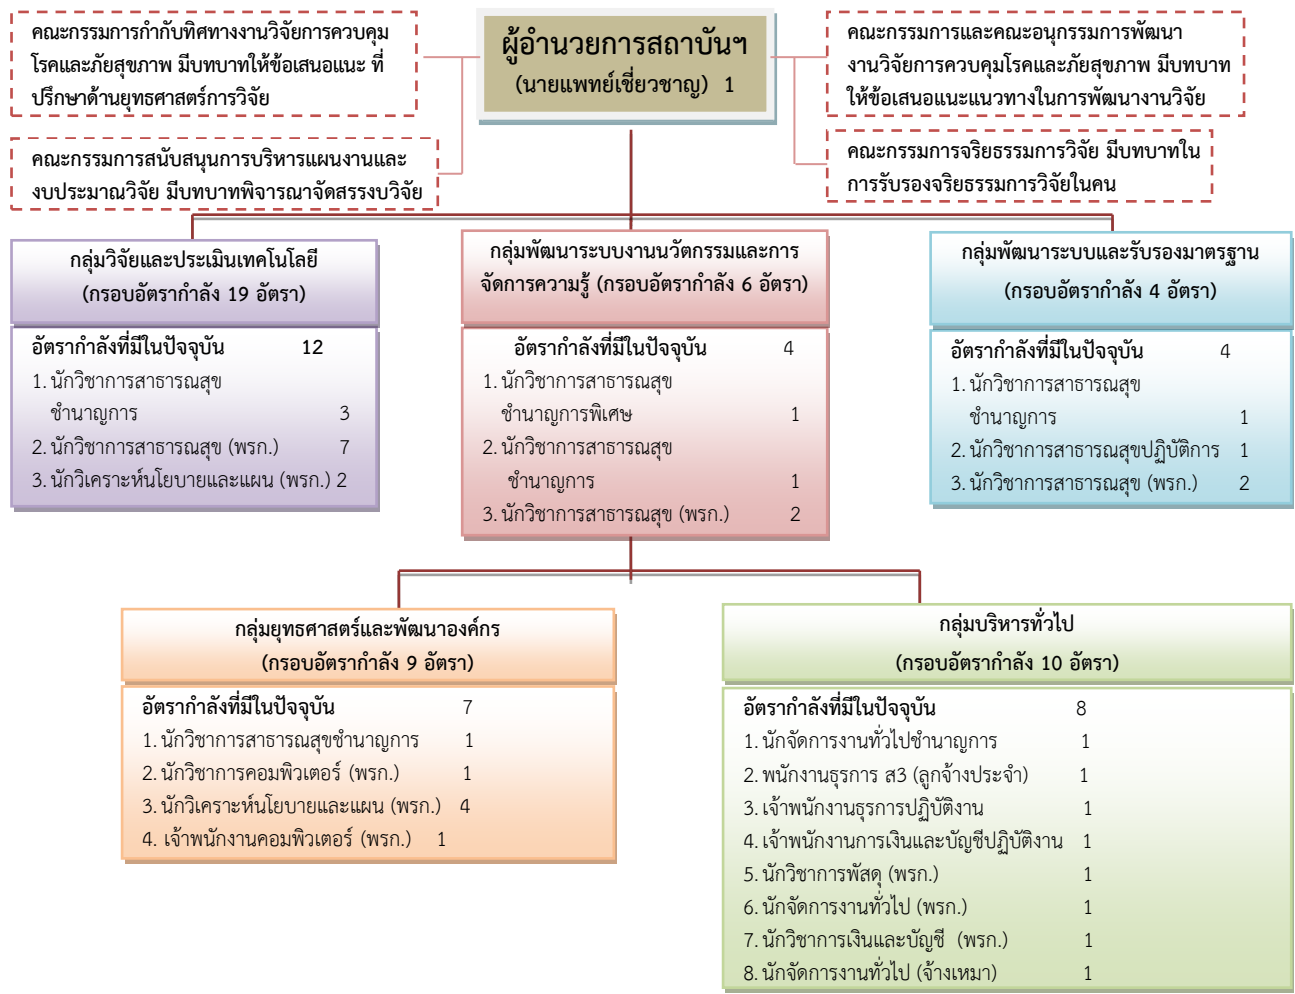 คณะกรรมการกำกับทิศทางงานวิจัยการควบคุม
โรคและภัยสุขภาพ มีบทบาทให้ข้อเสนอแนะ ที่
ปรึกษาด้านยุทธศาสตร์การวิจัย
ผู้อำนวยการสถาบันฯ
(นายแพทย์เชี่ยวชาญ) 1
คณะกรรมการและคณะอนุกรรมการพัฒนา
งานวิจัยการควบคุมโรคและภัยสุขภาพ มีบทบาท
ให้ข้อเสนอแนะแนวทางในการพัฒนางานวิจัย
คณะกรรมการสนับสนุนการบริหารแผนงานและ
งบประมาณวิจัย มีบทบาทพิจารณาจัดสรรงบวิจัย
คณะกรรมการจริยธรรมการวิจัย มีบทบาทใน
การรับรองจริยธรรมการวิจัยในคน
กลุ่มวิจัยและประเมินเทคโนโลยี
(กรอบอัตรากำลัง 19 อัตรา)
อัตรากำลังที่มีในปัจจุบัน 12
1. นักวิชาการสาธารณสุข
ชำนาญการ 3
2. นักวิชาการสาธารณสุข (พรก.) 7
3. นักวิเคราะห์นโยบายและแผน (พรก.) 2
กลุ่มพัฒนาระบบงานนวัตกรรมและการ
จัดการความรู้ (กรอบอัตรากำลัง 6 อัตรา)
อัตรากำลังที่มีในปัจจุบัน 4
1. นักวิชาการสาธารณสุข
ชำนาญการพิเศษ 1
2. นักวิชาการสาธารณสุข
ชำนาญการ 1
3. นักวิชาการสาธารณสุข (พรก.) 2
กลุ่มพัฒนาระบบและรับรองมาตรฐาน
(กรอบอัตรากำลัง 4 อัตรา)
อัตรากำลังที่มีในปัจจุบัน 4
1. นักวิชาการสาธารณสุข
ชำนาญการ 1
2. นักวิชาการสาธารณสุขปฏิบัติการ 1
3. นักวิชาการสาธารณสุข (พรก.) 2
กลุ่มยุทธศาสตร์และพัฒนาองค์กร
(กรอบอัตรากำลัง 9 อัตรา)
อัตรากำลังที่มีในปัจจุบัน 7
1. นักวิชาการสาธารณสุขชำนาญการ 1
2. นักวิชาการคอมพิวเตอร์ (พรก.) 1
3. นักวิเคราะห์นโยบายและแผน (พรก.) 4
4. เจ้าพนักงานคอมพิวเตอร์ (พรก.) 1
กลุ่มบริหารทั่วไป
(กรอบอัตรากำลัง 10 อัตรา)
อัตรากำลังที่มีในปัจจุบัน 8
1. นักจัดการงานทั่วไปชำนาญการ 1
2. พนักงานธุรการ ส3 (ลูกจ้างประจำ) 1
3. เจ้าพนักงานธุรการปฏิบัติงาน 1
4. เจ้าพนักงานการเงินและบัญชีปฏิบัติงาน 1
5. นักวิชาการพัสดุ (พรก.) 1
6. นักจัดการงานทั่วไป (พรก.) 1
7. นักวิชาการเงินและบัญชี (พรก.) 1
8. นักจัดการงานทั่วไป (จ้างเหมา) 1